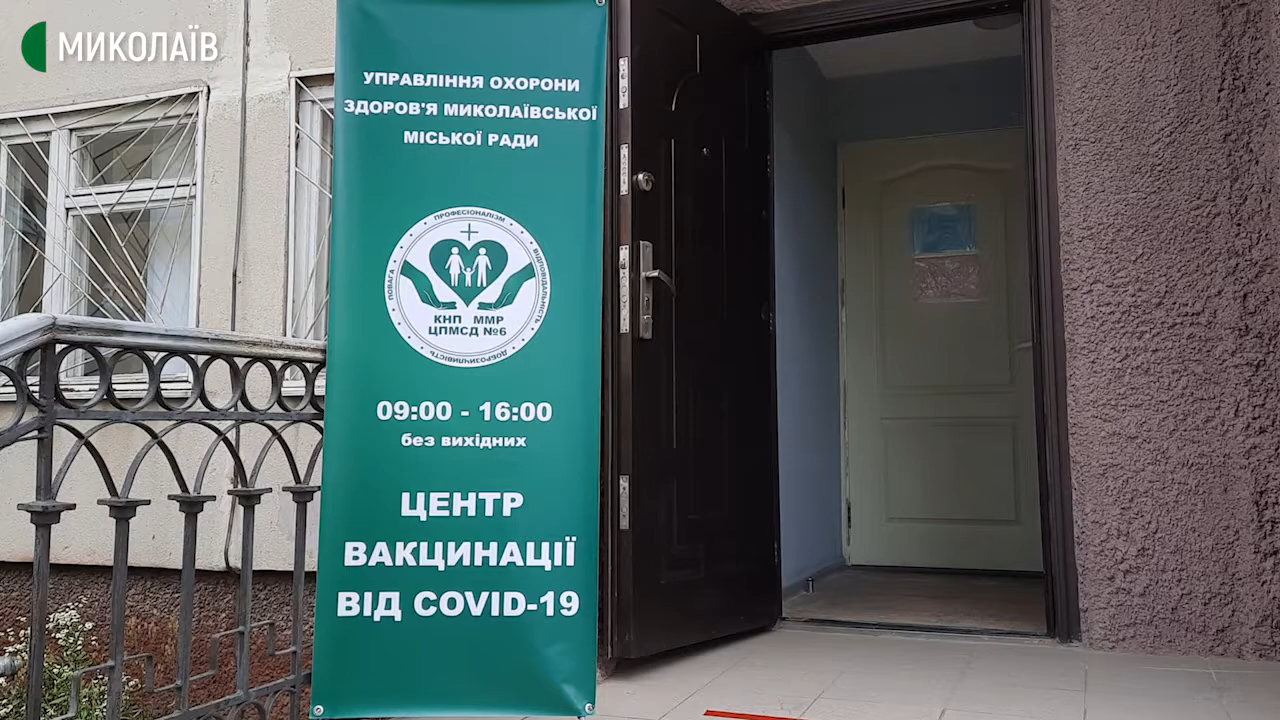 МИКОЛАЇВ
УПРАВЛІННЯ ОХОРОНИ
ЗДОРОВ'Я МИКОЛАЇВСЬКОЇ
МІСЬКОЇ РАДИ
ПОВАГА • ПРОФЕСІОНАЛІЗМ • ВІДПОВІДАЛЬНІСТЬ • ДОБРОЗИЧЛИВІСТЬ
КНП ММР
ЦПМСД №6
09:00 - 16:00
без вихідних
ЦЕНТР
ВАКЦИНАЦІЇ
ВІД COVID-19